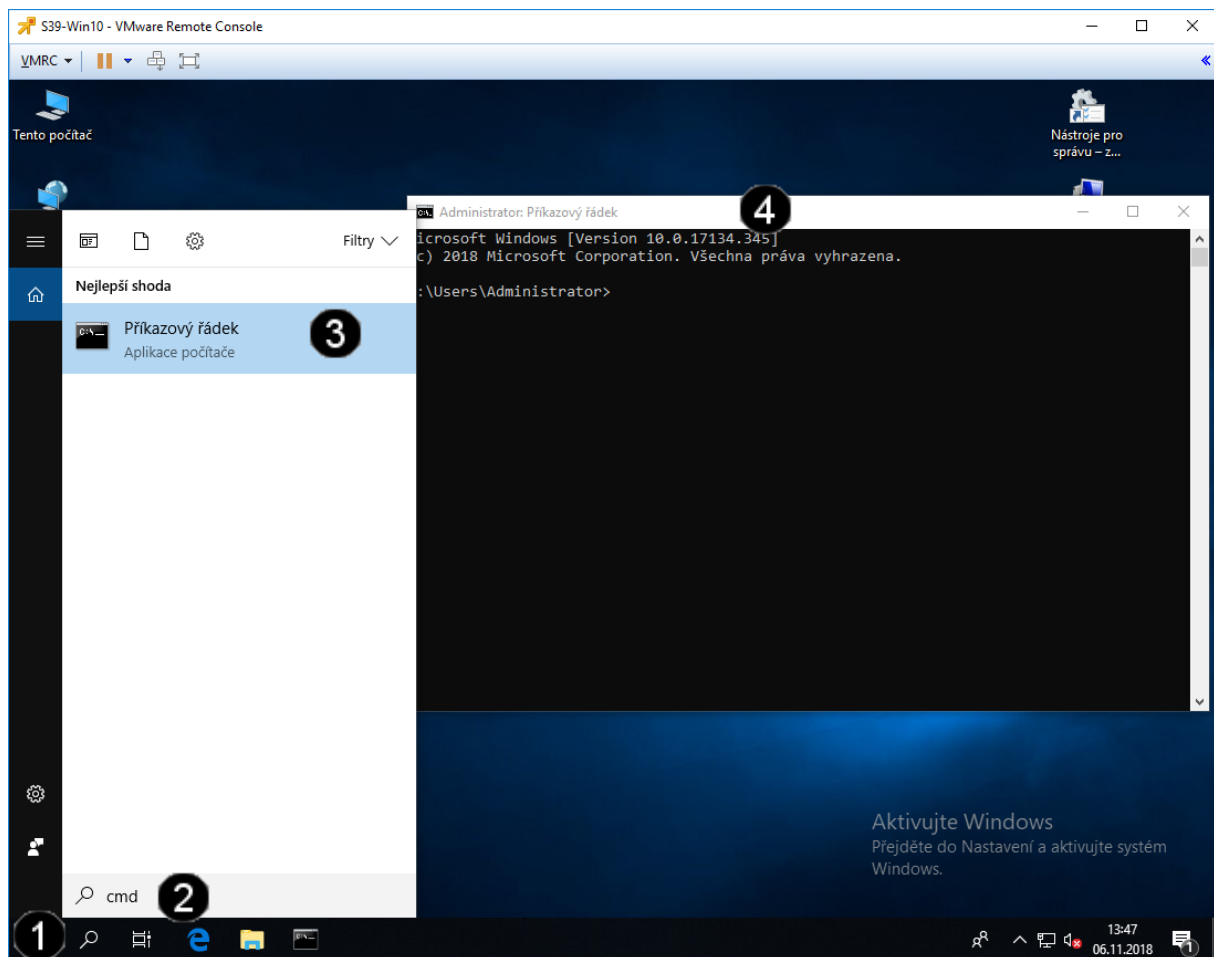 S39-Win10 - VMware Remote Console
VMRC
Tento počítač
Nástroje pro
správu – z...
Administrator: Příkazový řádek
4
Filtry
icrosoft Windows [Version 10.0.17134.345]
c) 2018 Microsoft Corporation. Všechna práva vyhrazena.
Nejlepší shoda
:\Users\Administrator>
Příkazový řádek
3
Aplikace počítače
Aktivujte Windows
Přejděte do Nastavení a aktivujte systém
Windows.
cmd
2
1
13:47
06.11.2018
1